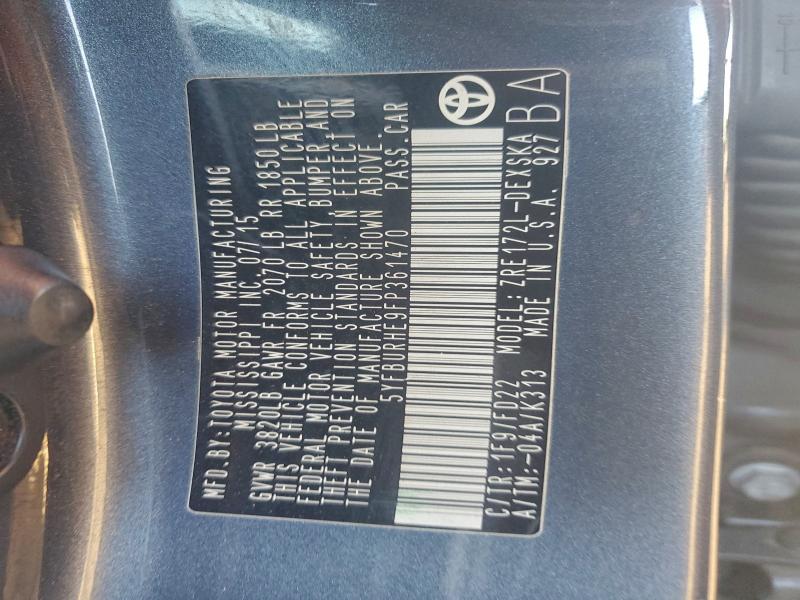 MFD.BY:TOYOTA MOTOR MANUFACTURING
MISSISSIPPI INC. 07/15
GVWR 3820LB GAWR FR 2070 LB RR 1850LB
THIS VEHICLE CONFORMS TO ALL APPLICABLE
FEDERAL MOTOR VEHICLE SAFETY, BUMPER, AND
THEFT PREVENTION STANDARDS IN EFFECT ON
THE DATE OF MANUFACTURE SHOWN ABOVE.
5YFBURHE9FP361470 PASS.CAR
C/TR:1F9/FD22 MODEL:ZRE172L-DEXSKA
A/TM:-04A/K313 MADE IN U.S.A. 927
BA